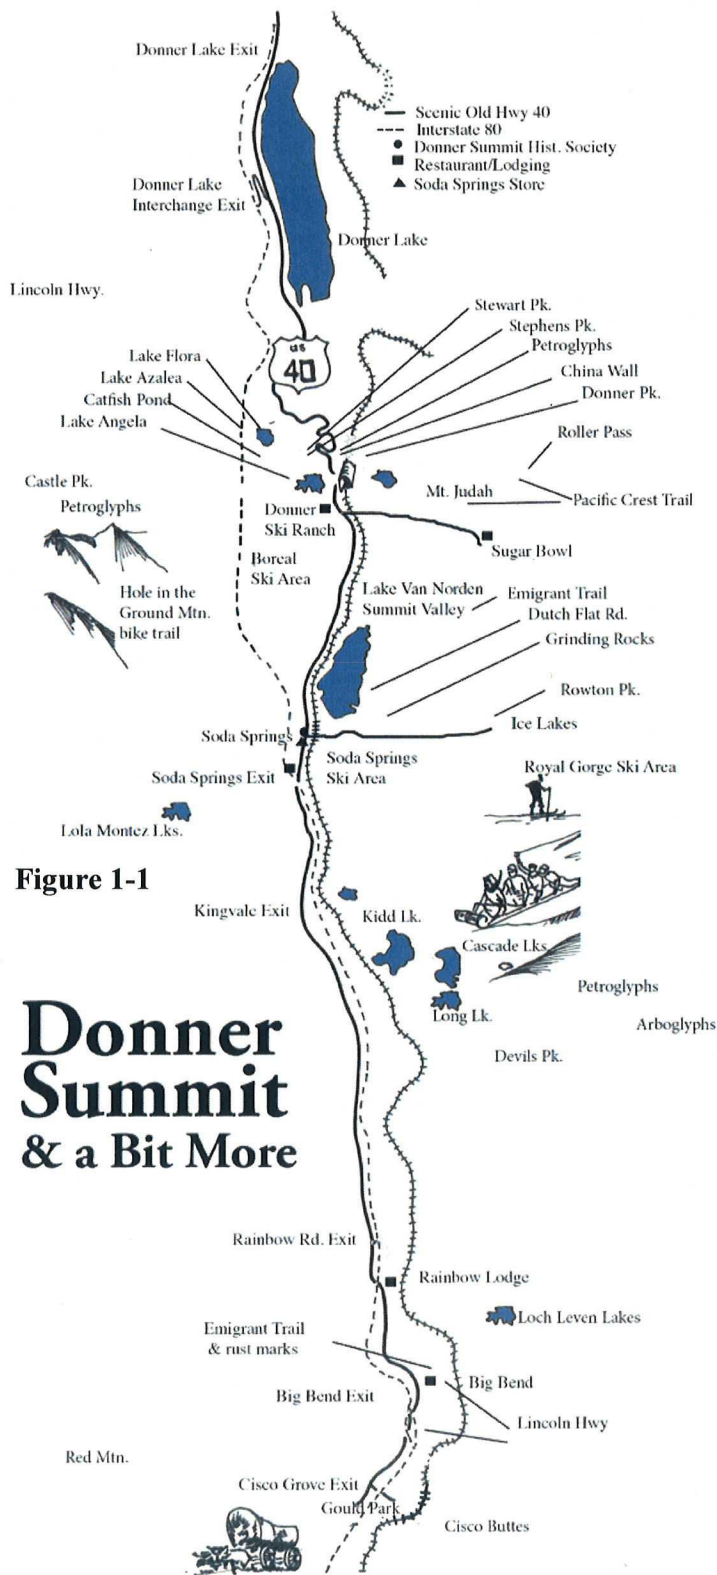 Donner Lake Exit
Scenic Old Hwy 40
Interstate 80
Donner Summit Hist. Society
Restaurant/Lodging
Soda Springs Store
Donner Lake
Interchange Exit
Donner Lake
Lincoln Hwy.
Stewart Pk.
Stephens Pk.
Petroglyphs
China Wall
Donner Pk.
US
40
Lake Flora
Lake Azalea
Catfish Pond
Lake Angela
Roller Pass
Castle Pk.
Petroglyphs
Mt. Judah
Pacific Crest Trail
Donner
Ski Ranch
Sugar Bowl
Boreal
Ski Area
Hole in the
Ground Mtn.
bike trail
Lake Van Norden
Summit Valley
Emigrant Trail
Dutch Flat Rd.
Grinding Rocks
Rowton Pk.
Ice Lakes
Soda Springs
Soda Springs
Ski Area
Soda Springs Exit
Royal Gorge Ski Area
Lola Montez Lks.
Figure 1-1
Kingvale Exit
Kidd Lk.
Cascade Lks.
Petroglyphs
Long Lk.
Arboglyphs
Devils Pk.
Donner
Summit
& a Bit More
Rainbow Rd. Exit
Rainbow Lodge
Loch Leven Lakes
Emigrant Trail
& rust marks
Big Bend
Big Bend Exit
Lincoln Hwy
Red Mtn.
Cisco Grove Exit
Gould Park
Cisco Buttes